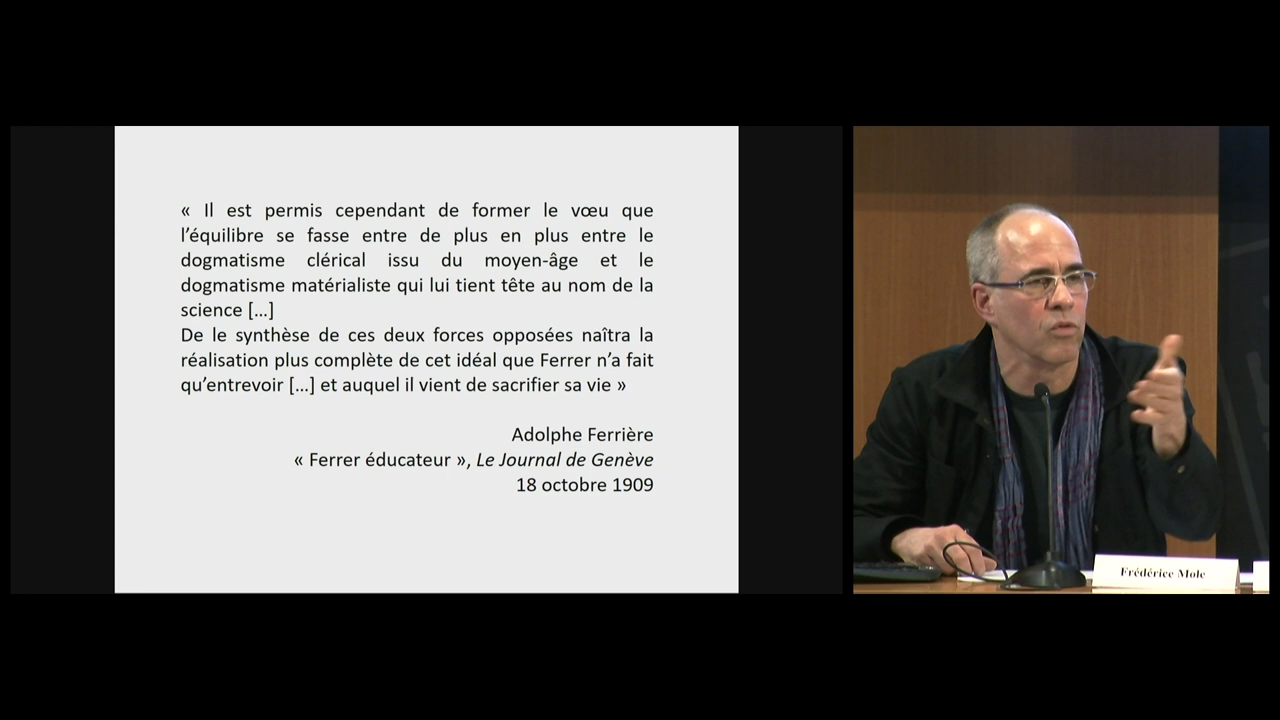 « Il est permis cependant de former le vœu que
l'équilibre se fasse entre de plus en plus entre le
dogmatisme clérical issu du moyen-âge et le
dogmatisme matérialiste qui lui tient tête au nom de la
science […]
De le synthèse de ces deux forces opposées naîtra la
réalisation plus complète de cet idéal que Ferrer n'a fait
qu'entrevoir […] et auquel il vient de sacrifier sa vie »
Adolphe Ferrière
« Ferrer éducateur », Le Journal de Genève
18 octobre 1909
Frédérice Mole